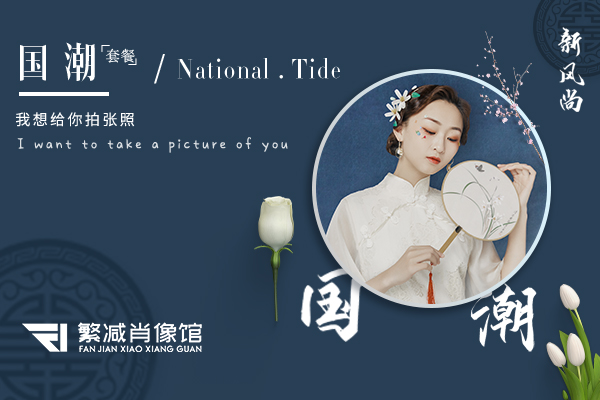 国潮「套餐」/ National . Tide
我想给你拍张照
I want to take a picture of you
新风尚
国潮
繁减肖像馆
FAN JIAN XIAO XIANG GUAN